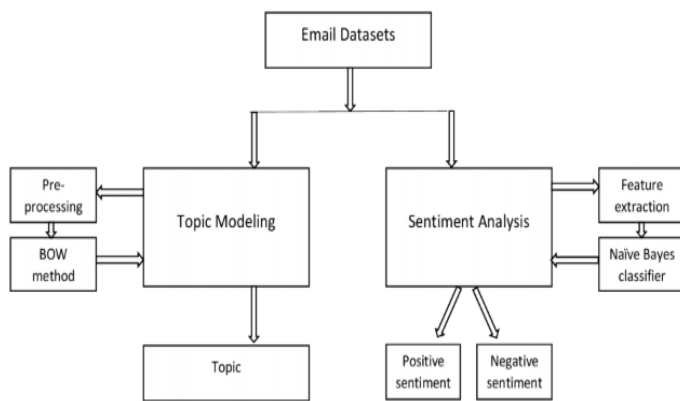 Email Datasets
Pre-
processing
BOW
method
Topic Modeling
Sentiment Analysis
Feature
extraction
Naïve Bayes
classifier
Topic
Positive
sentiment
Negative
sentiment